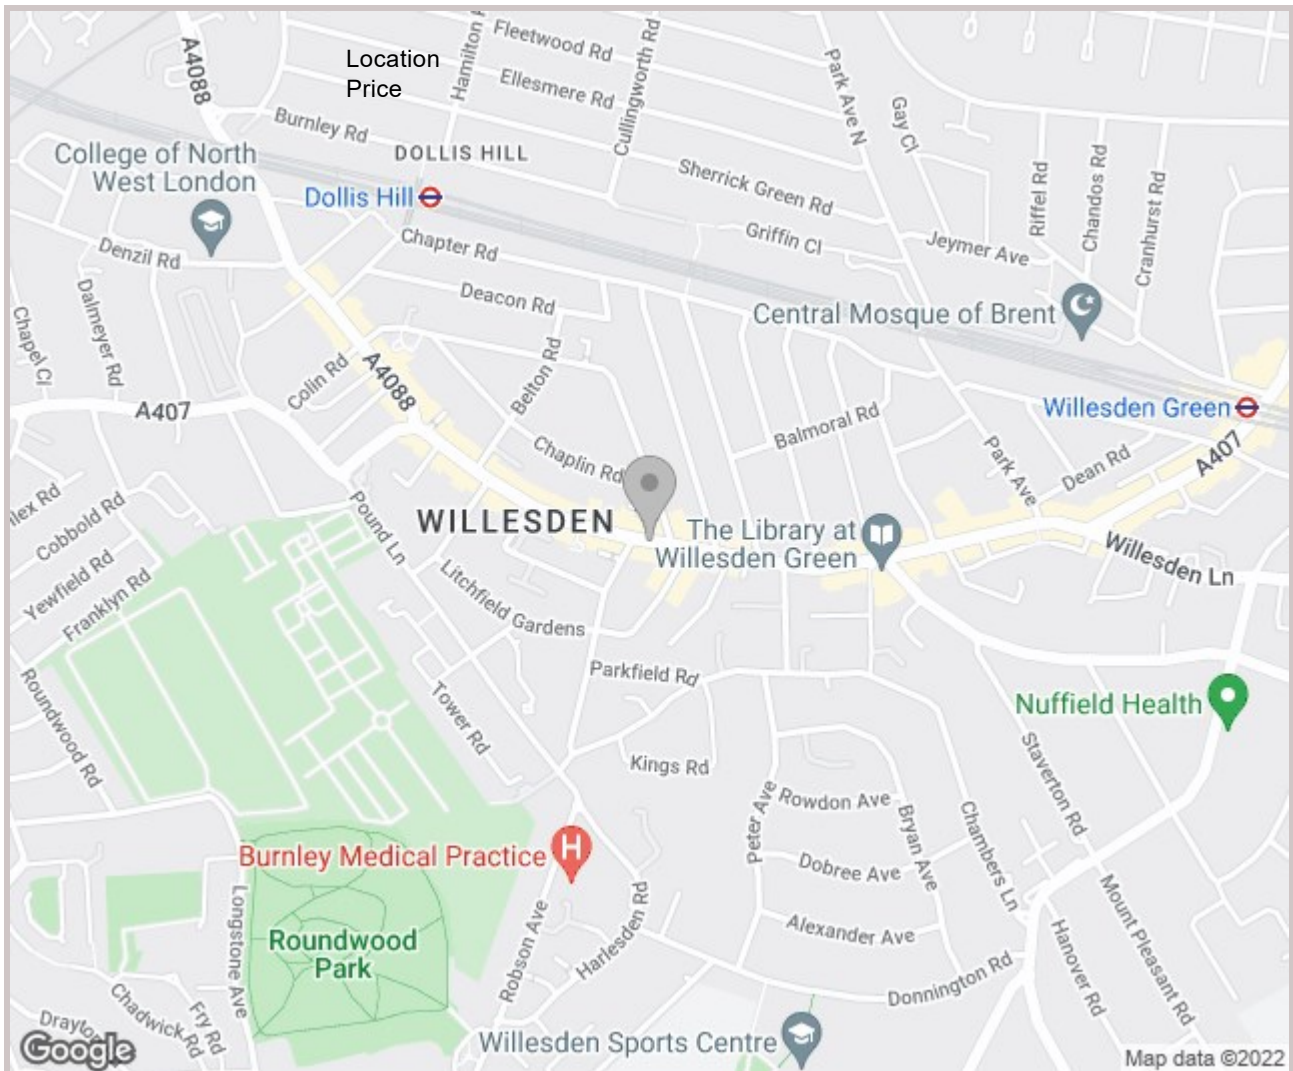 A4088
Location
Price
Hamilton R
Fleetwood Rd
Ellesmere Rd
Cullingworth Rd
Park Ave N
Gay Cl
Burnley Rd
DOLLIS HILL
College of North
West London
Dollis Hill
Sherrick Green Rd
Riffel Rd
Chandos Rd
Cranhurst Rd
Denzil Rd
Chapter Rd
Griffin Cl
Jeymer Ave
Dalmeyer Rd
Chapel Cl
Deacon Rd
Central Mosque of Brent
Colin Rd
A4088
Belton Rd
A407
Willesden Green
Balmoral Rd
Chaplin Rd
Park Ave
Dean Rd
A407
lex Rd
Cobbold Rd
Pound Ln
WILLESDEN
The Library at
Willesden Green
Willesden Ln
Yewfield Rd
Franklyn Rd
Litchfield Gardens
Parkfield Rd
Roundwood Rd
Tower Rd
Nuffield Health
Kings Rd
Staverton Rd
Peter Ave
Rowdon Ave
Bryan Ave
Chambers Ln
Burnley Medical Practice
H
Dobree Ave
Mount Pleasant Rd
Longstone Ave
Roundwood
Park
Robson Ave
Harlesden Rd
Alexander Ave
Hanover Rd
Donnington Rd
Chadwick Rd
Fry Rd
Drayto
Willesden Sports Centre
Google
Map data ©2022